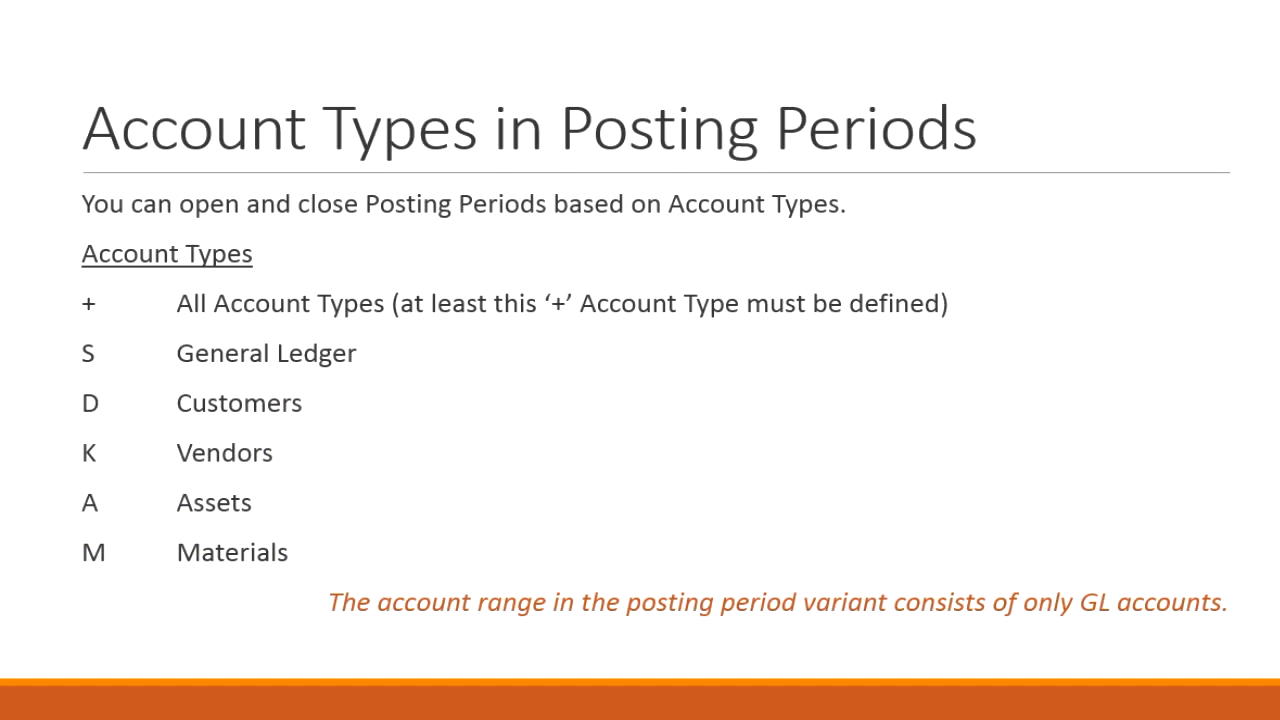 Account Types in Posting Periods
You can open and close Posting Periods based on Account Types.
Account Types
+ All Account Types (at least this ‘+’ Account Type must be defined)
S General Ledger
D Customers
K Vendors
A Assets
M Materials
The account range in the posting period variant consists of only GL accounts.